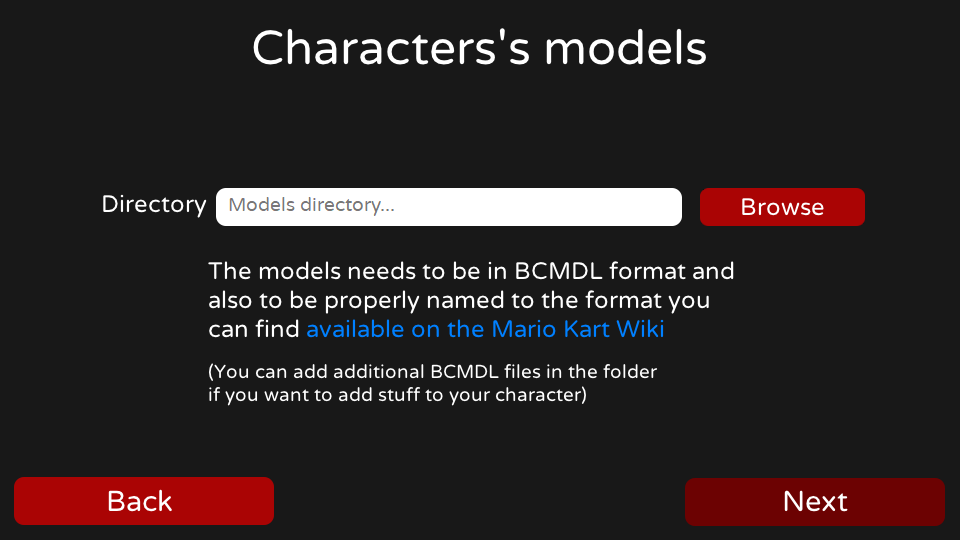 Characters's models
Directory
Models directory...
Browse
The models needs to be in BCMDL format and
also to be properly named to the format you
can find available on the Mario Kart Wiki
(You can add additional BCMDL files in the folder
if you want to add stuff to your character)
Back
Next